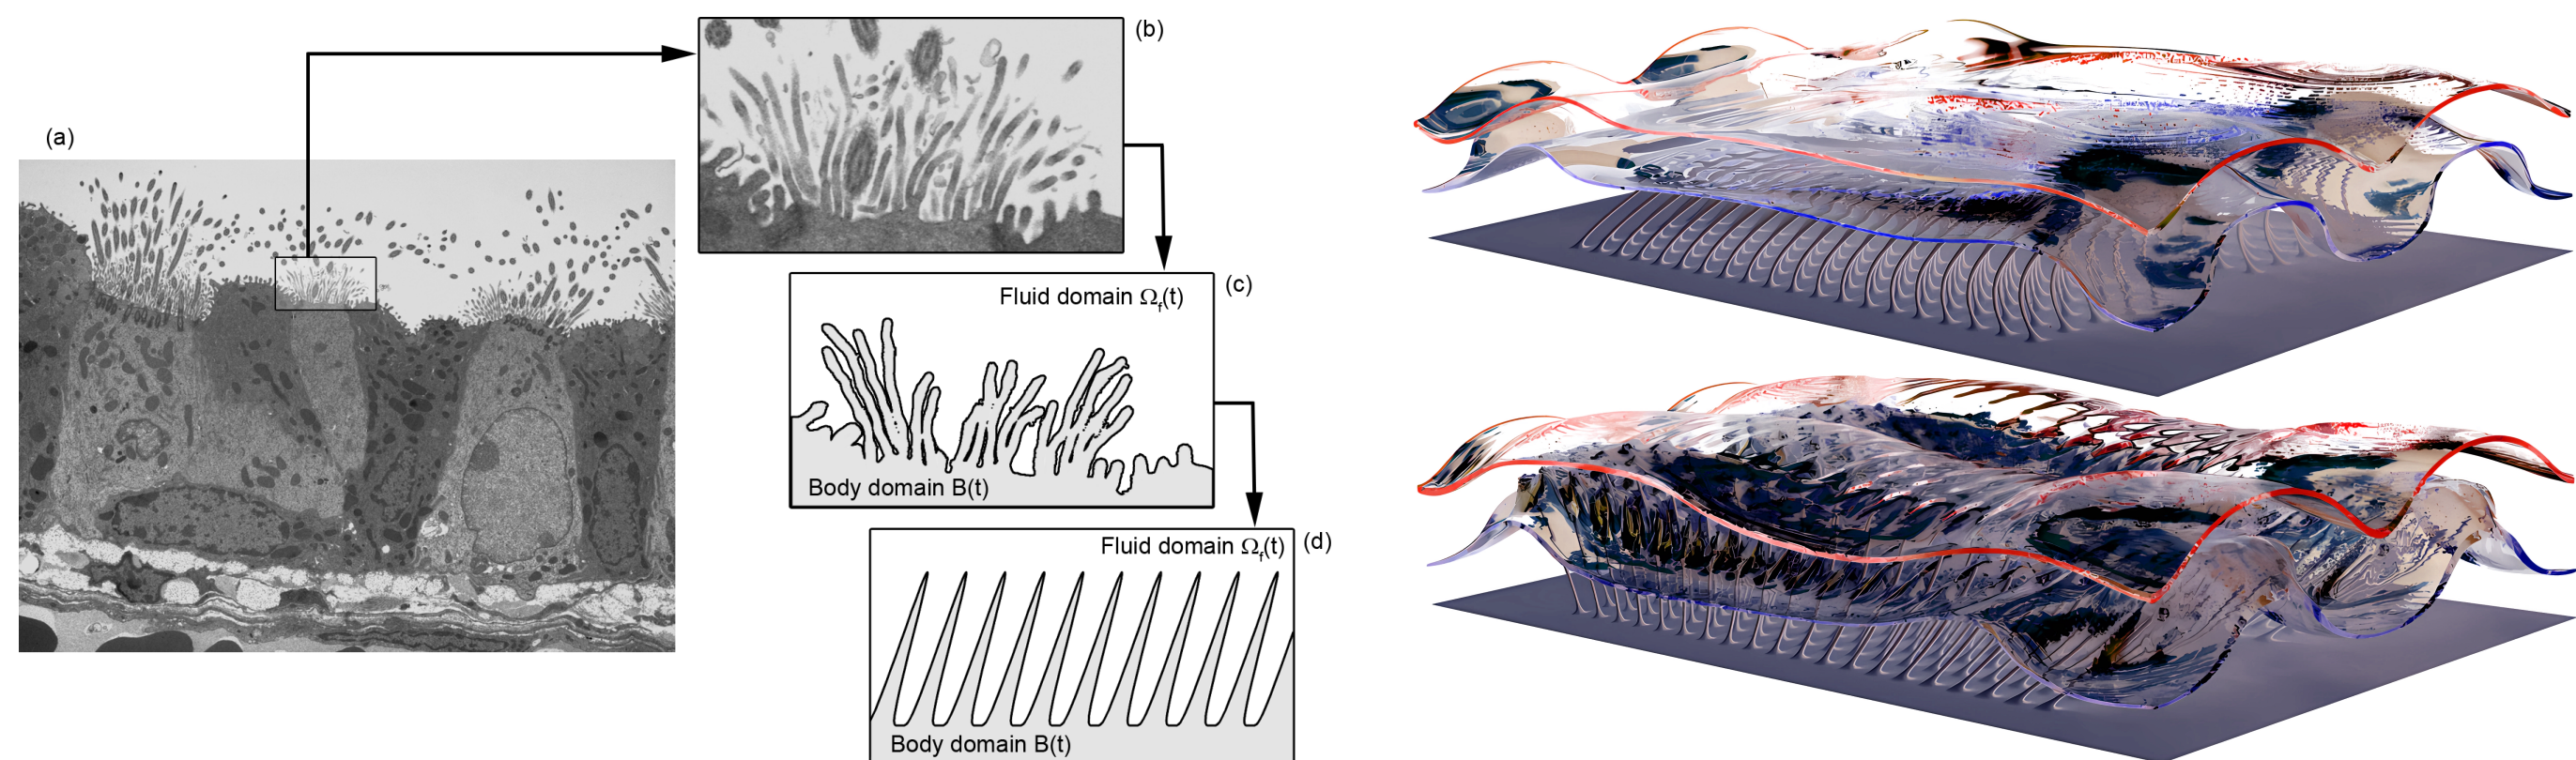 (a)
(b)
Fluid domain Ωf(t)
(c)
Body domain B(t)
Fluid domain Ωf(t)
(d)
Body domain B(t)